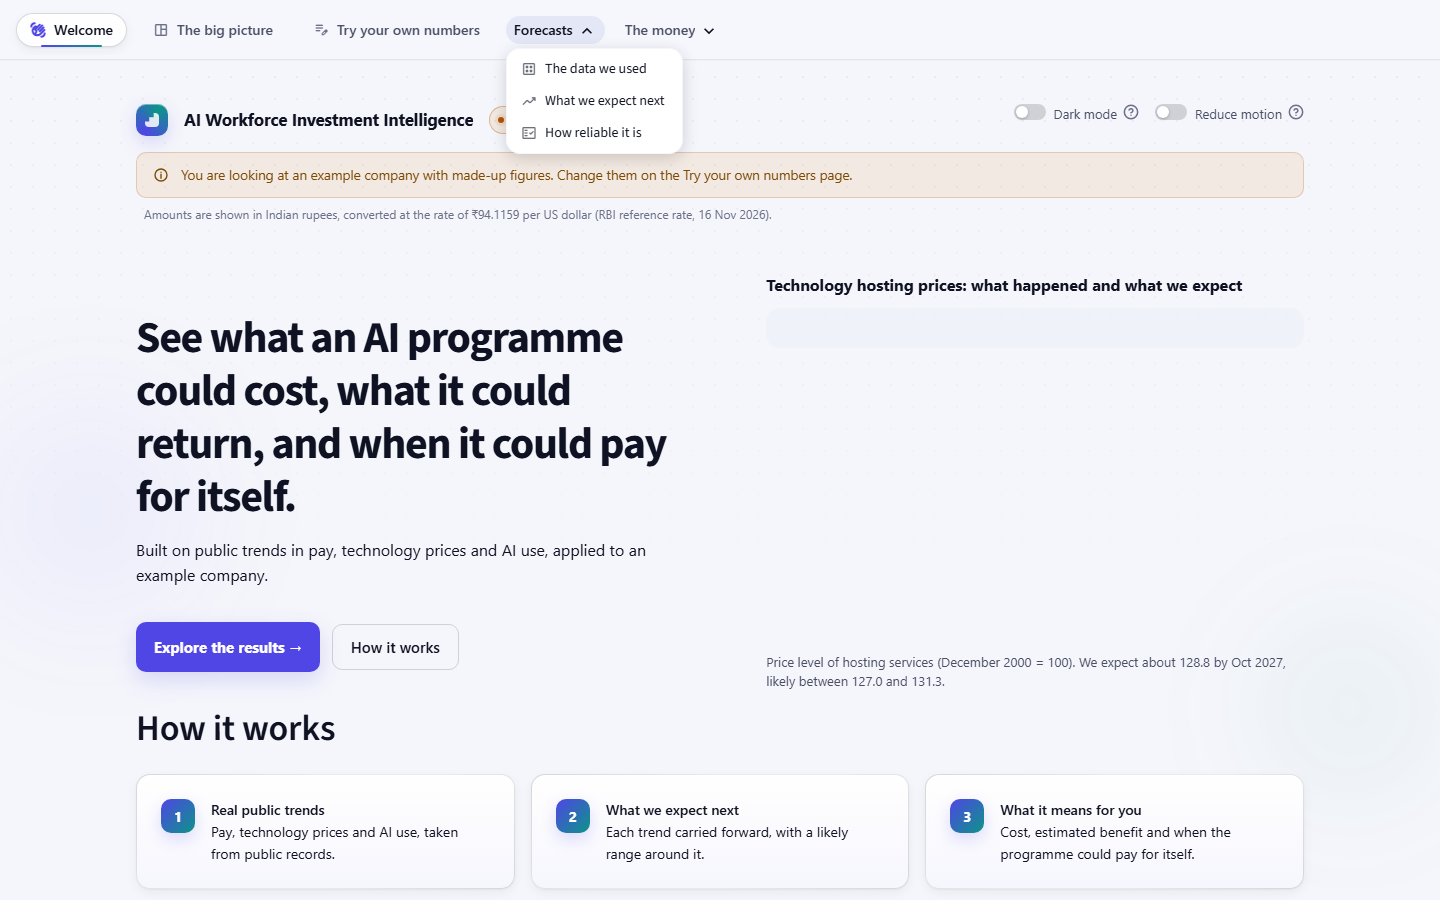 Welcome
The big picture
Try your own numbers
Forecasts
The money
The data we used
What we expect next
How reliable it is
AI Workforce Investment Intelligence
Dark mode
Reduce motion
You are looking at an example company with made-up figures. Change them on the Try your own numbers page.
Amounts are shown in Indian rupees, converted at the rate of ₹94.1159 per US dollar (RBI reference rate, 16 Nov 2026).
See what an AI programme
could cost, what it could
return, and when it could pay
for itself.
Built on public trends in pay, technology prices and AI use, applied to an
example company.
Explore the results →
How it works
Technology hosting prices: what happened and what we expect
Price level of hosting services (December 2000 = 100). We expect about 128.8 by Oct 2027,
likely between 127.0 and 131.3.
How it works
1
Real public trends
Pay, technology prices and AI use, taken
from public records.
2
What we expect next
Each trend carried forward, with a likely
range around it.
3
What it means for you
Cost, estimated benefit and when the
programme could pay for itself.